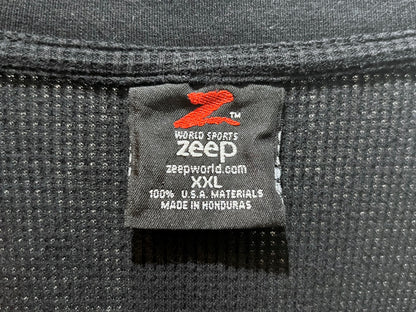 Z™
WORLD SPORTS
zeep
zeepworld.com
XXL
100% U.S.A. MATERIALS
MADE IN HONDURAS